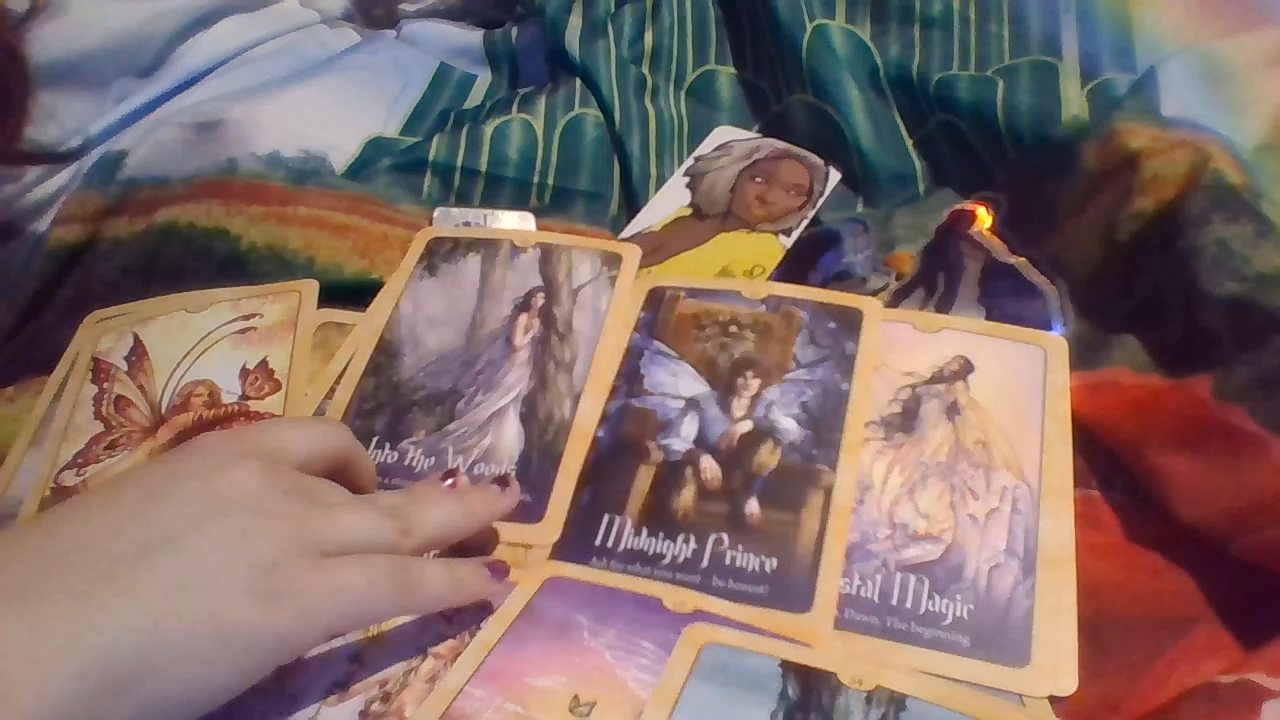 Into the Woods
Midnight Prince
Ask for what you want - be honest!
stal Magic
Dawn, The beginning